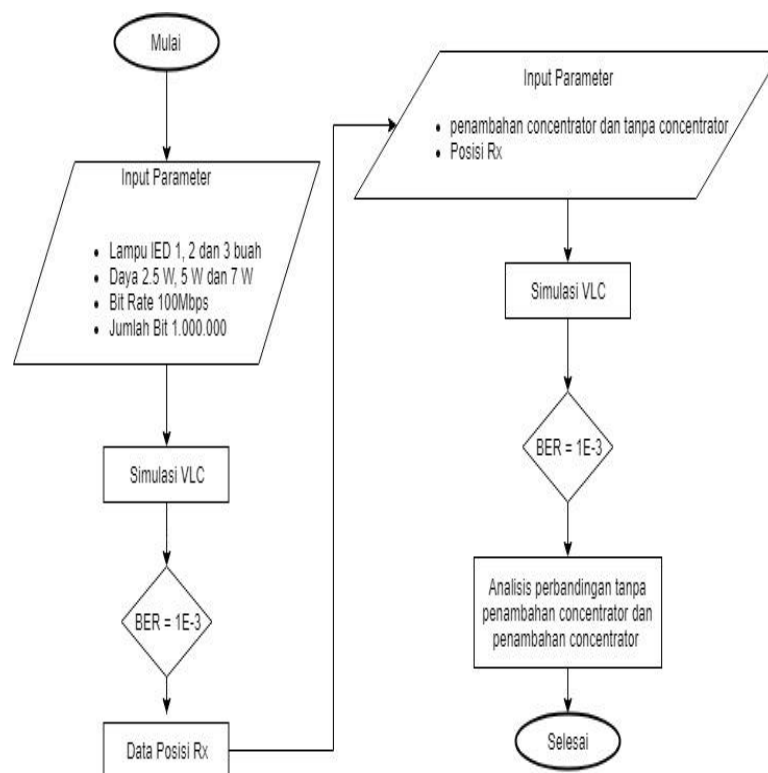 Mulai
Input Parameter
• Lampu lED 1, 2 dan 3 buah
• Daya 2.5 W, 5 W dan 7 W
• Bit Rate 100Mbps
• Jumlah Bit 1.000.000
Simulasi VLC
BER = 1E-3
Data Posisi Rx
Input Parameter
• penambahan concentrator dan tanpa concentrator
• Posisi Rx
Simulasi VLC
BER = 1E-3
Analisis perbandingan tanpa
penambahan concentrator dan
penambahan concentrator
Selesai